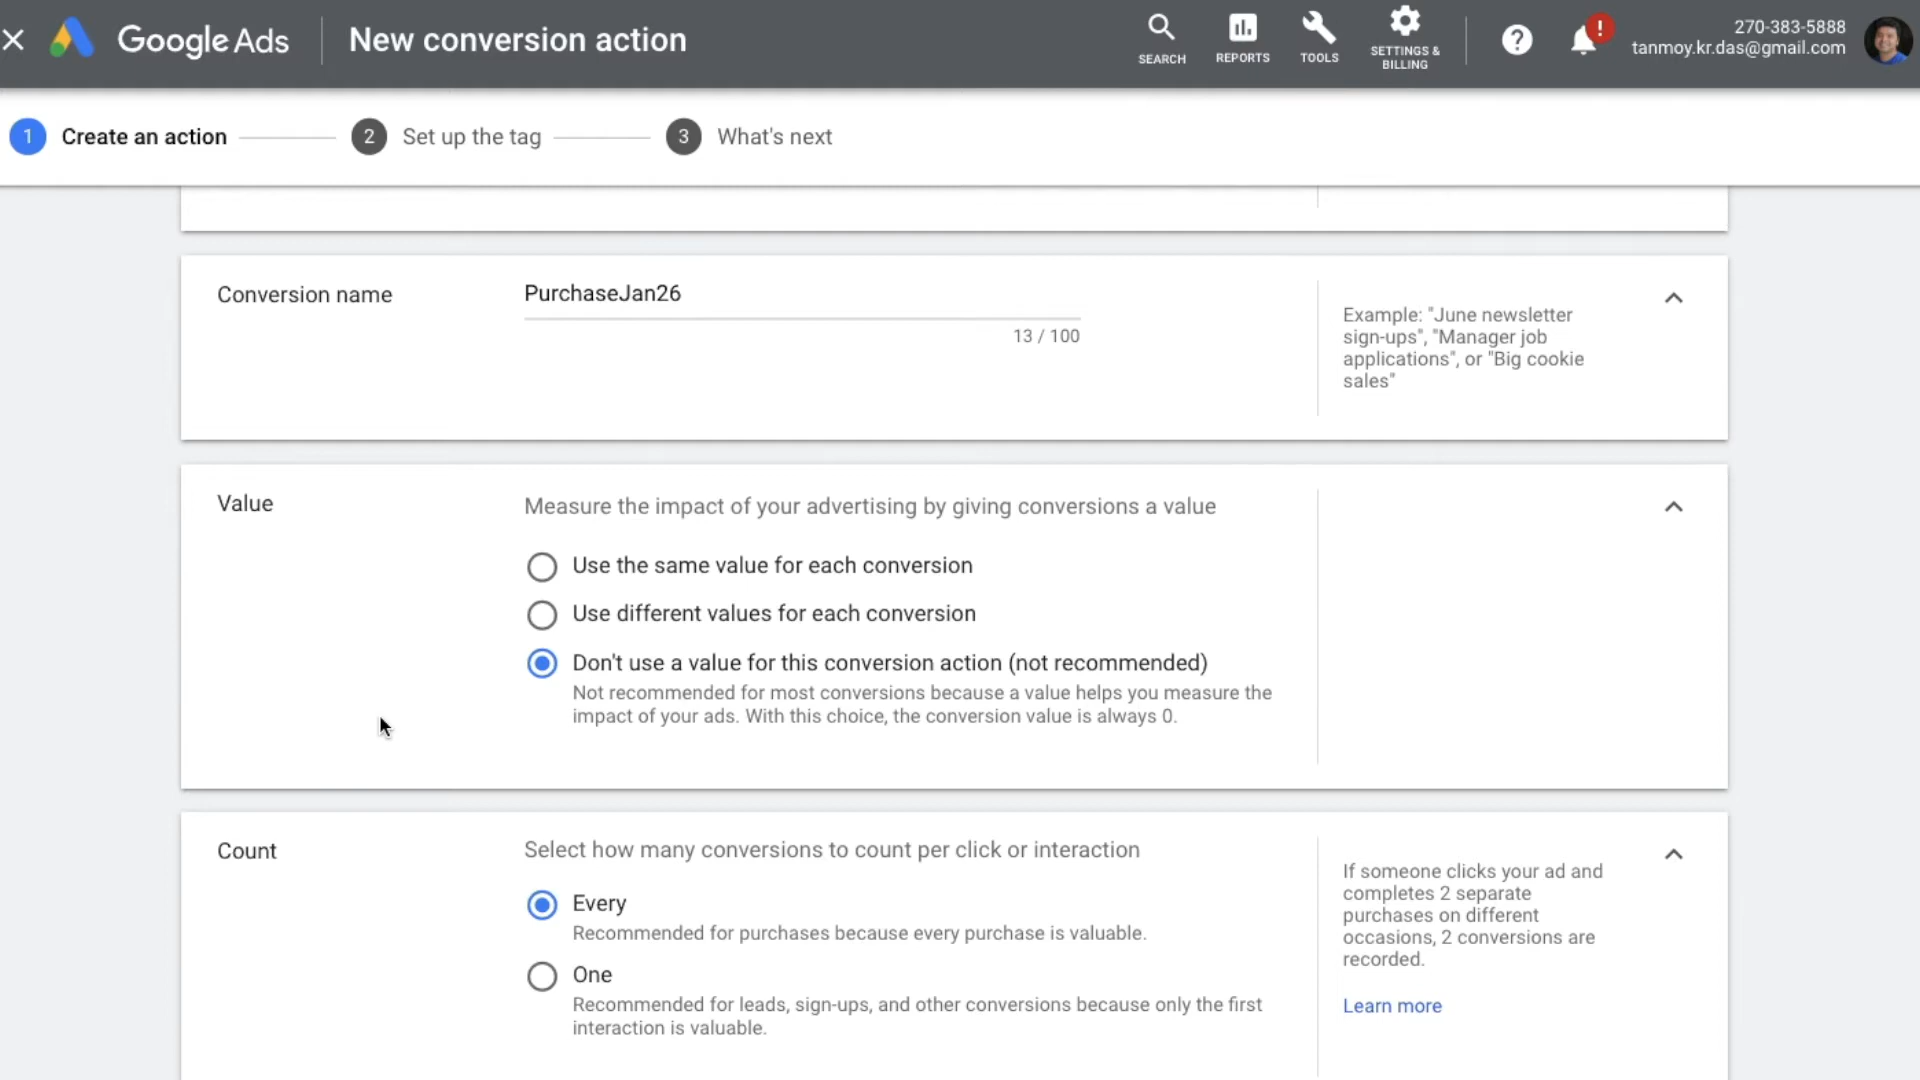 Google Ads
New conversion action
SEARCH
REPORTS
TOOLS
SETTINGS &
BILLING
?
!
270-383-5888
tanmoy.kr.das@gmail.com
1 Create an action
2 Set up the tag
3 What's next
Conversion name
PurchaseJan26
13 / 100
Example: "June newsletter
sign-ups", "Manager job
applications", or "Big cookie
sales"
Value
Measure the impact of your advertising by giving conversions a value
Use the same value for each conversion
Use different values for each conversion
Don't use a value for this conversion action (not recommended)
Not recommended for most conversions because a value helps you measure the
impact of your ads. With this choice, the conversion value is always 0.
Count
Select how many conversions to count per click or interaction
Every
Recommended for purchases because every purchase is valuable.
One
Recommended for leads, sign-ups, and other conversions because only the first
interaction is valuable.
If someone clicks your ad and
completes 2 separate
purchases on different
occasions, 2 conversions are
recorded.
Learn more